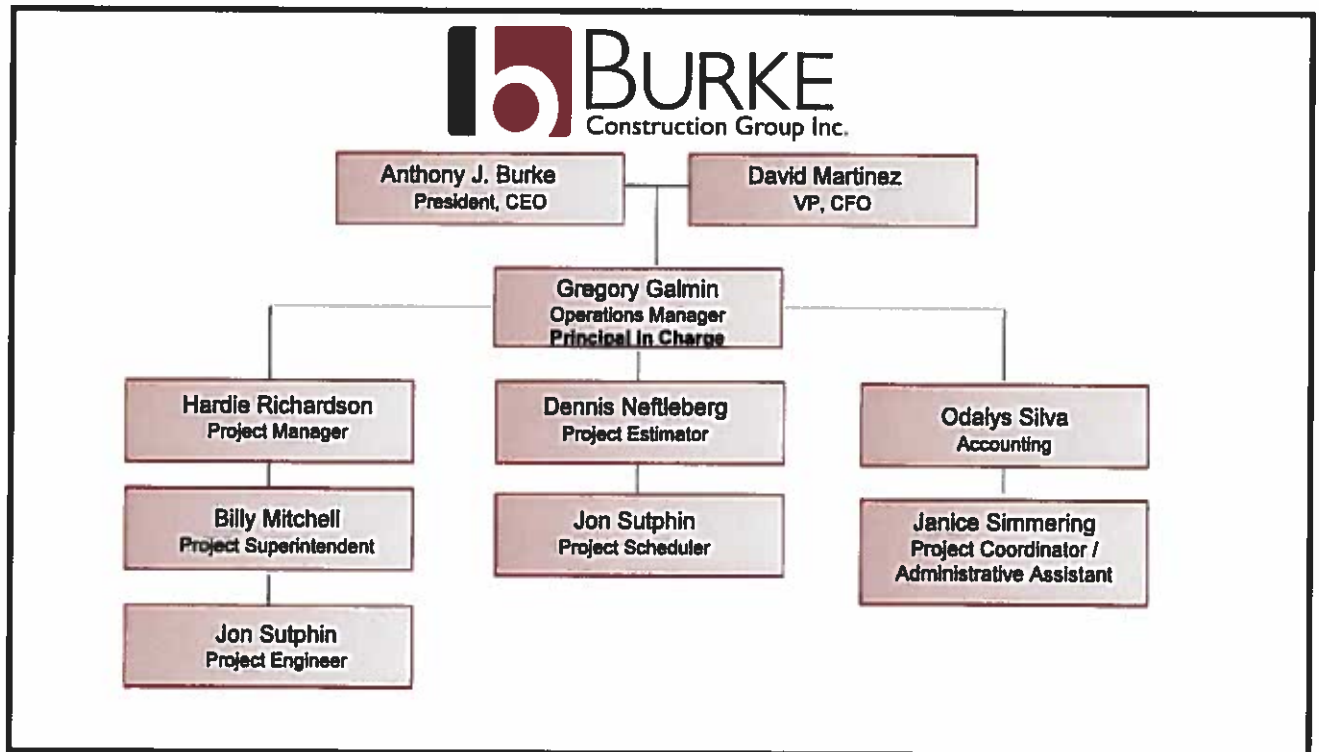 BURKE
Construction Group Inc.
Anthony J. Burke
President, CEO
David Martinez
VP, CFO
Gregory Galmin
Operations Manager
Principal In Charge
Hardie Richardson
Project Manager
Dennis Neftleberg
Project Estimator
Odalys Silva
Accounting
Billy Mitchell
Project Superintendent
Jon Sutphin
Project Scheduler
Janice Simmering
Project Coordinator /
Administrative Assistant
Jon Sutphin
Project Engineer